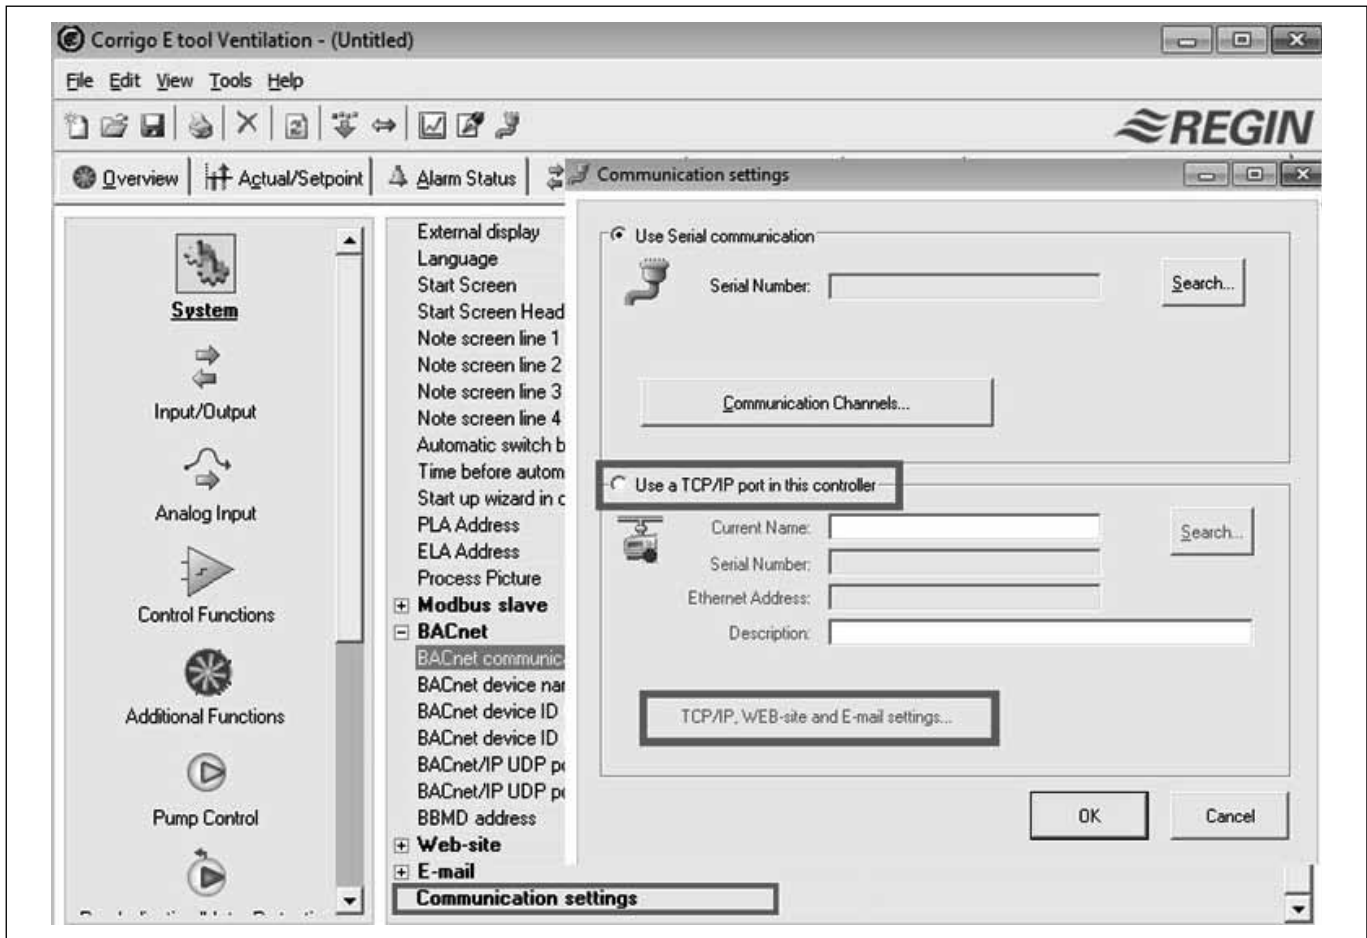 Corrigo E tool Ventilation - (Untitled)
File Edit View Tools Help
REGIN
Overview Actual/Setpoint Alarm Status
Communication settings
System
Input/Output
Analog Input
Control Functions
Additional Functions
Pump Control
External display
Language
Start Screen
Start Screen Head
Note screen line 1
Note screen line 2
Note screen line 3
Note screen line 4
Automatic switch b
Time before autom
Start up wizard in c
PLA Address
ELA Address
Process Picture
Modbus slave
BACnet
BACnet communic
BACnet device nam
BACnet device ID
BACnet device ID
BACnet/IP UDP po
BACnet/IP UDP po
BBMD address
Web-site
E-mail
Communication settings
Use Serial communication
Serial Number:
Search...
Communication Channels...
Use a TCP/IP port in this controller
Current Name:
Search...
Serial Number:
Ethernet Address:
Description:
TCP/IP, WEB-site and E-mail settings...
OK Cancel